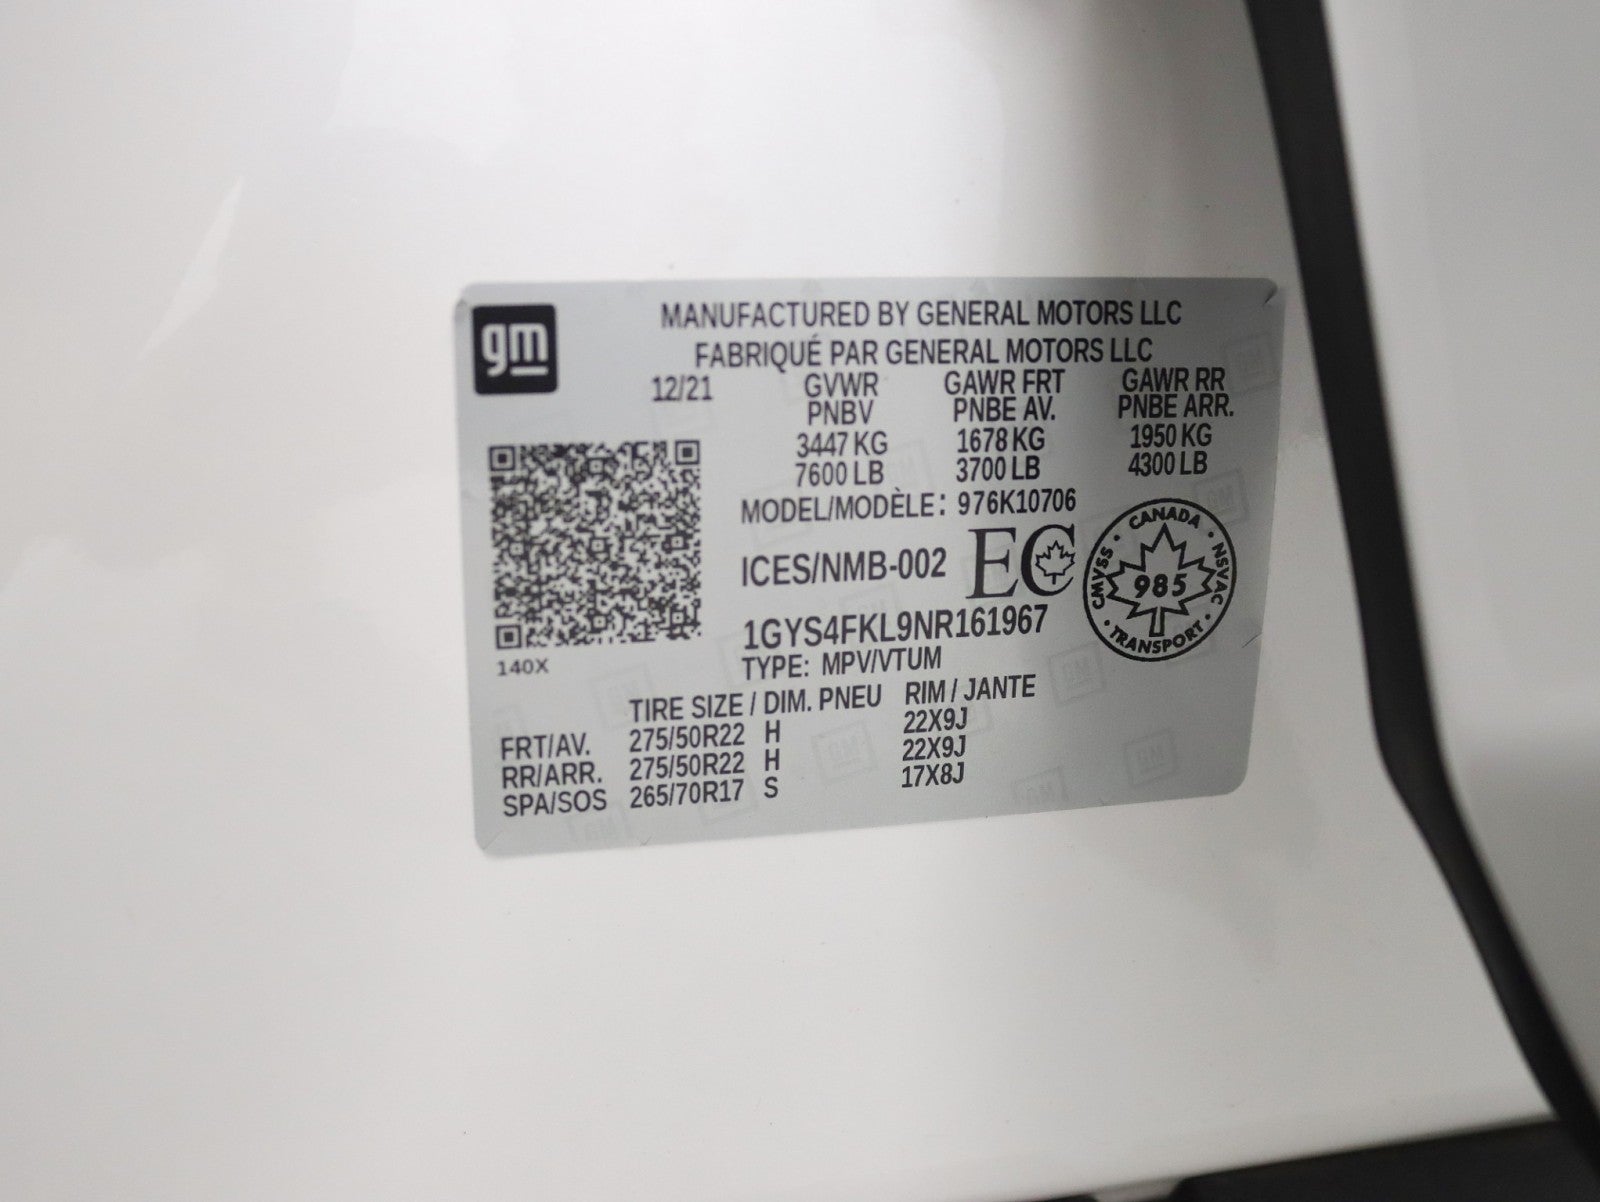 gm
MANUFACTURED BY GENERAL MOTORS LLC
FABRIQUÉ PAR GENERAL MOTORS LLC
12/21 GVWR GAWR FRT GAWR RR
PNBV PNBE AV. PNBE ARR.
3447 KG 1678 KG 1950 KG
7600 LB 3700 LB 4300 LB
MODEL/MODÈLE: 976K10706
ICES/NMB-002 EC
CANADA
CMVSS 985 NSVAC
TRANSPORT
1GYS4FKL9NR161967
140X
TYPE: MPV/VTUM
TIRE SIZE / DIM. PNEU RIM / JANTE
FRT/AV. 275/50R22 H 22X9J
RR/ARR. 275/50R22 H 22X9J
SPA/SOS 265/70R17 S 17X8J